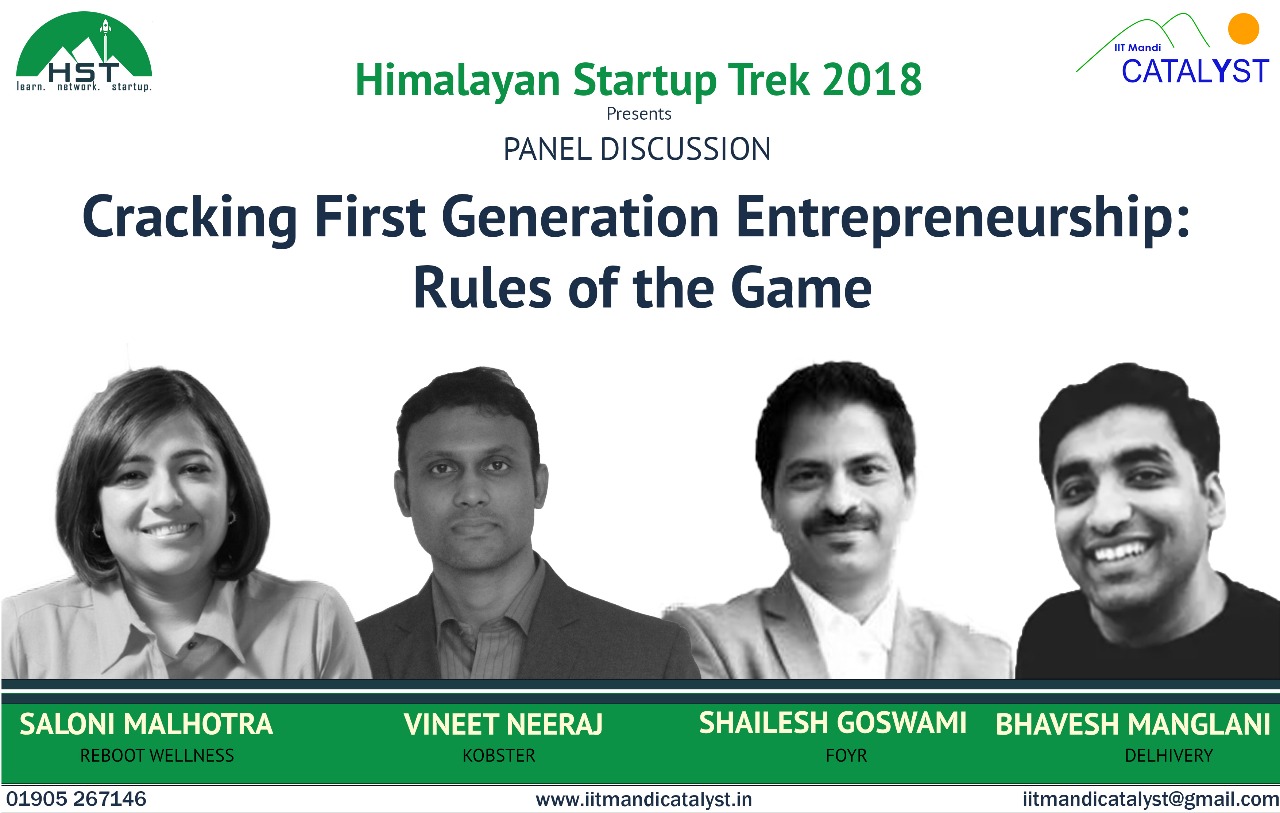 HST
learn. network. startup.
IIT Mandi
CATALYST
Himalayan Startup Trek 2018
Presents
PANEL DISCUSSION
Cracking First Generation Entrepreneurship:
Rules of the Game
SALONI MALHOTRA
REBOOT WELLNESS
VINEET NEERAJ
KOBSTER
SHAILESH GOSWAMI
FOYR
BHAVESH MANGLANI
DELHIVERY
01905 267146
www.iitmandicatalyst.in
iitmandicatalyst@gmail.com